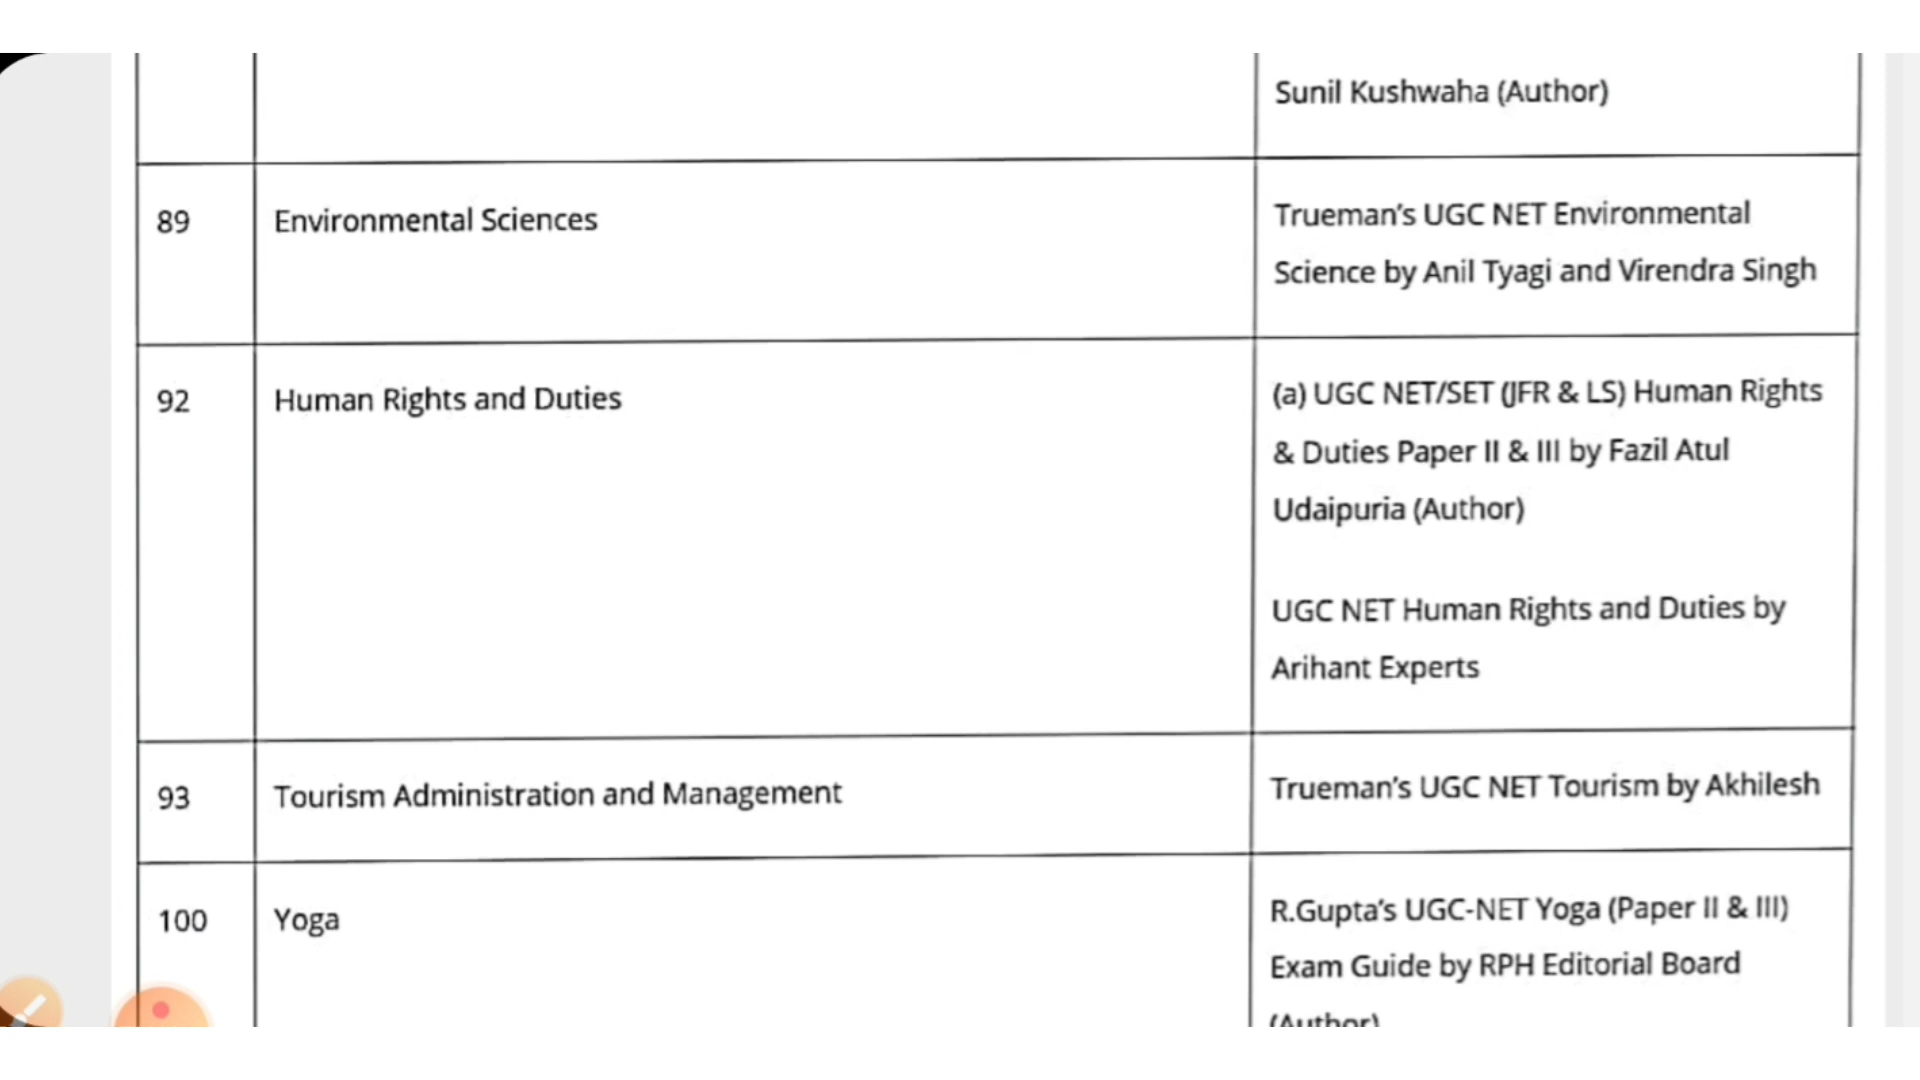 Sunil Kushwaha (Author)
89
Environmental Sciences
Trueman's UGC NET Environmental
Science by Anil Tyagi and Virendra Singh
92
Human Rights and Duties
(a) UGC NET/SET (JFR & LS) Human Rights
& Duties Paper II & III by Fazil Atul
Udaipuria (Author)
UGC NET Human Rights and Duties by
Arihant Experts
93
Tourism Administration and Management
Trueman's UGC NET Tourism by Akhilesh
100
Yoga
R.Gupta's UGC-NET Yoga (Paper II & III)
Exam Guide by RPH Editorial Board
(Author)